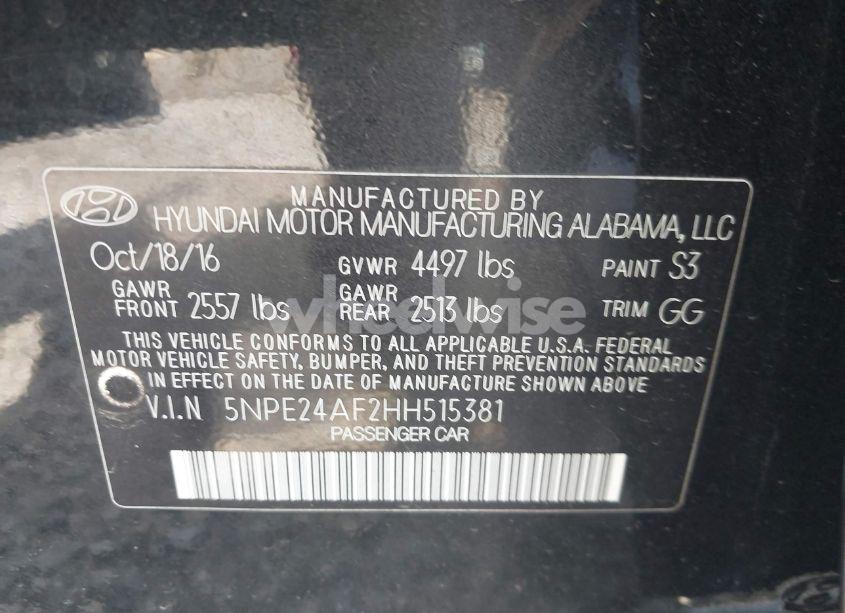 MANUFACTURED BY
HYUNDAI MOTOR MANUFACTURING ALABAMA, LLC
Oct/18/16 GVWR 4497 lbs PAINT S3
GAWR FRONT 2557 lbs GAWR REAR 2513 lbs TRIM GG
THIS VEHICLE CONFORMS TO ALL APPLICABLE U.S.A. FEDERAL
MOTOR VEHICLE SAFETY, BUMPER, AND THEFT PREVENTION STANDARDS
IN EFFECT ON THE DATE OF MANUFACTURE SHOWN ABOVE
V.I.N 5NPE24AF2HH515381
PASSENGER CAR
wheelwise